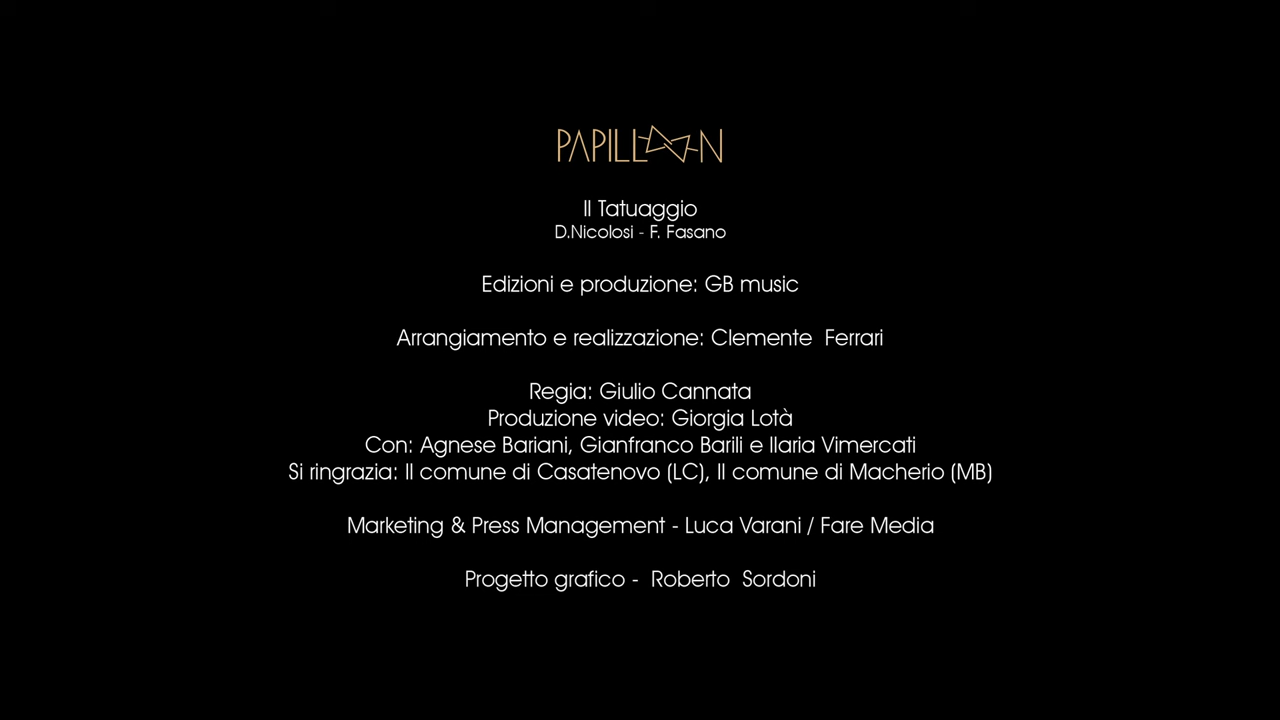 PAPILLON
Il Tatuaggio
D.Nicolosi - F. Fasano
Edizioni e produzione: GB music
Arrangiamento e realizzazione: Clemente Ferrari
Regia: Giulio Cannata
Produzione video: Giorgia Lotà
Con: Agnese Bariani, Gianfranco Barili e Ilaria Vimercati
Si ringrazia: Il comune di Casatenovo (LC), Il comune di Macherio (MB)
Marketing & Press Management - Luca Varani / Fare Media
Progetto grafico - Roberto Sordoni